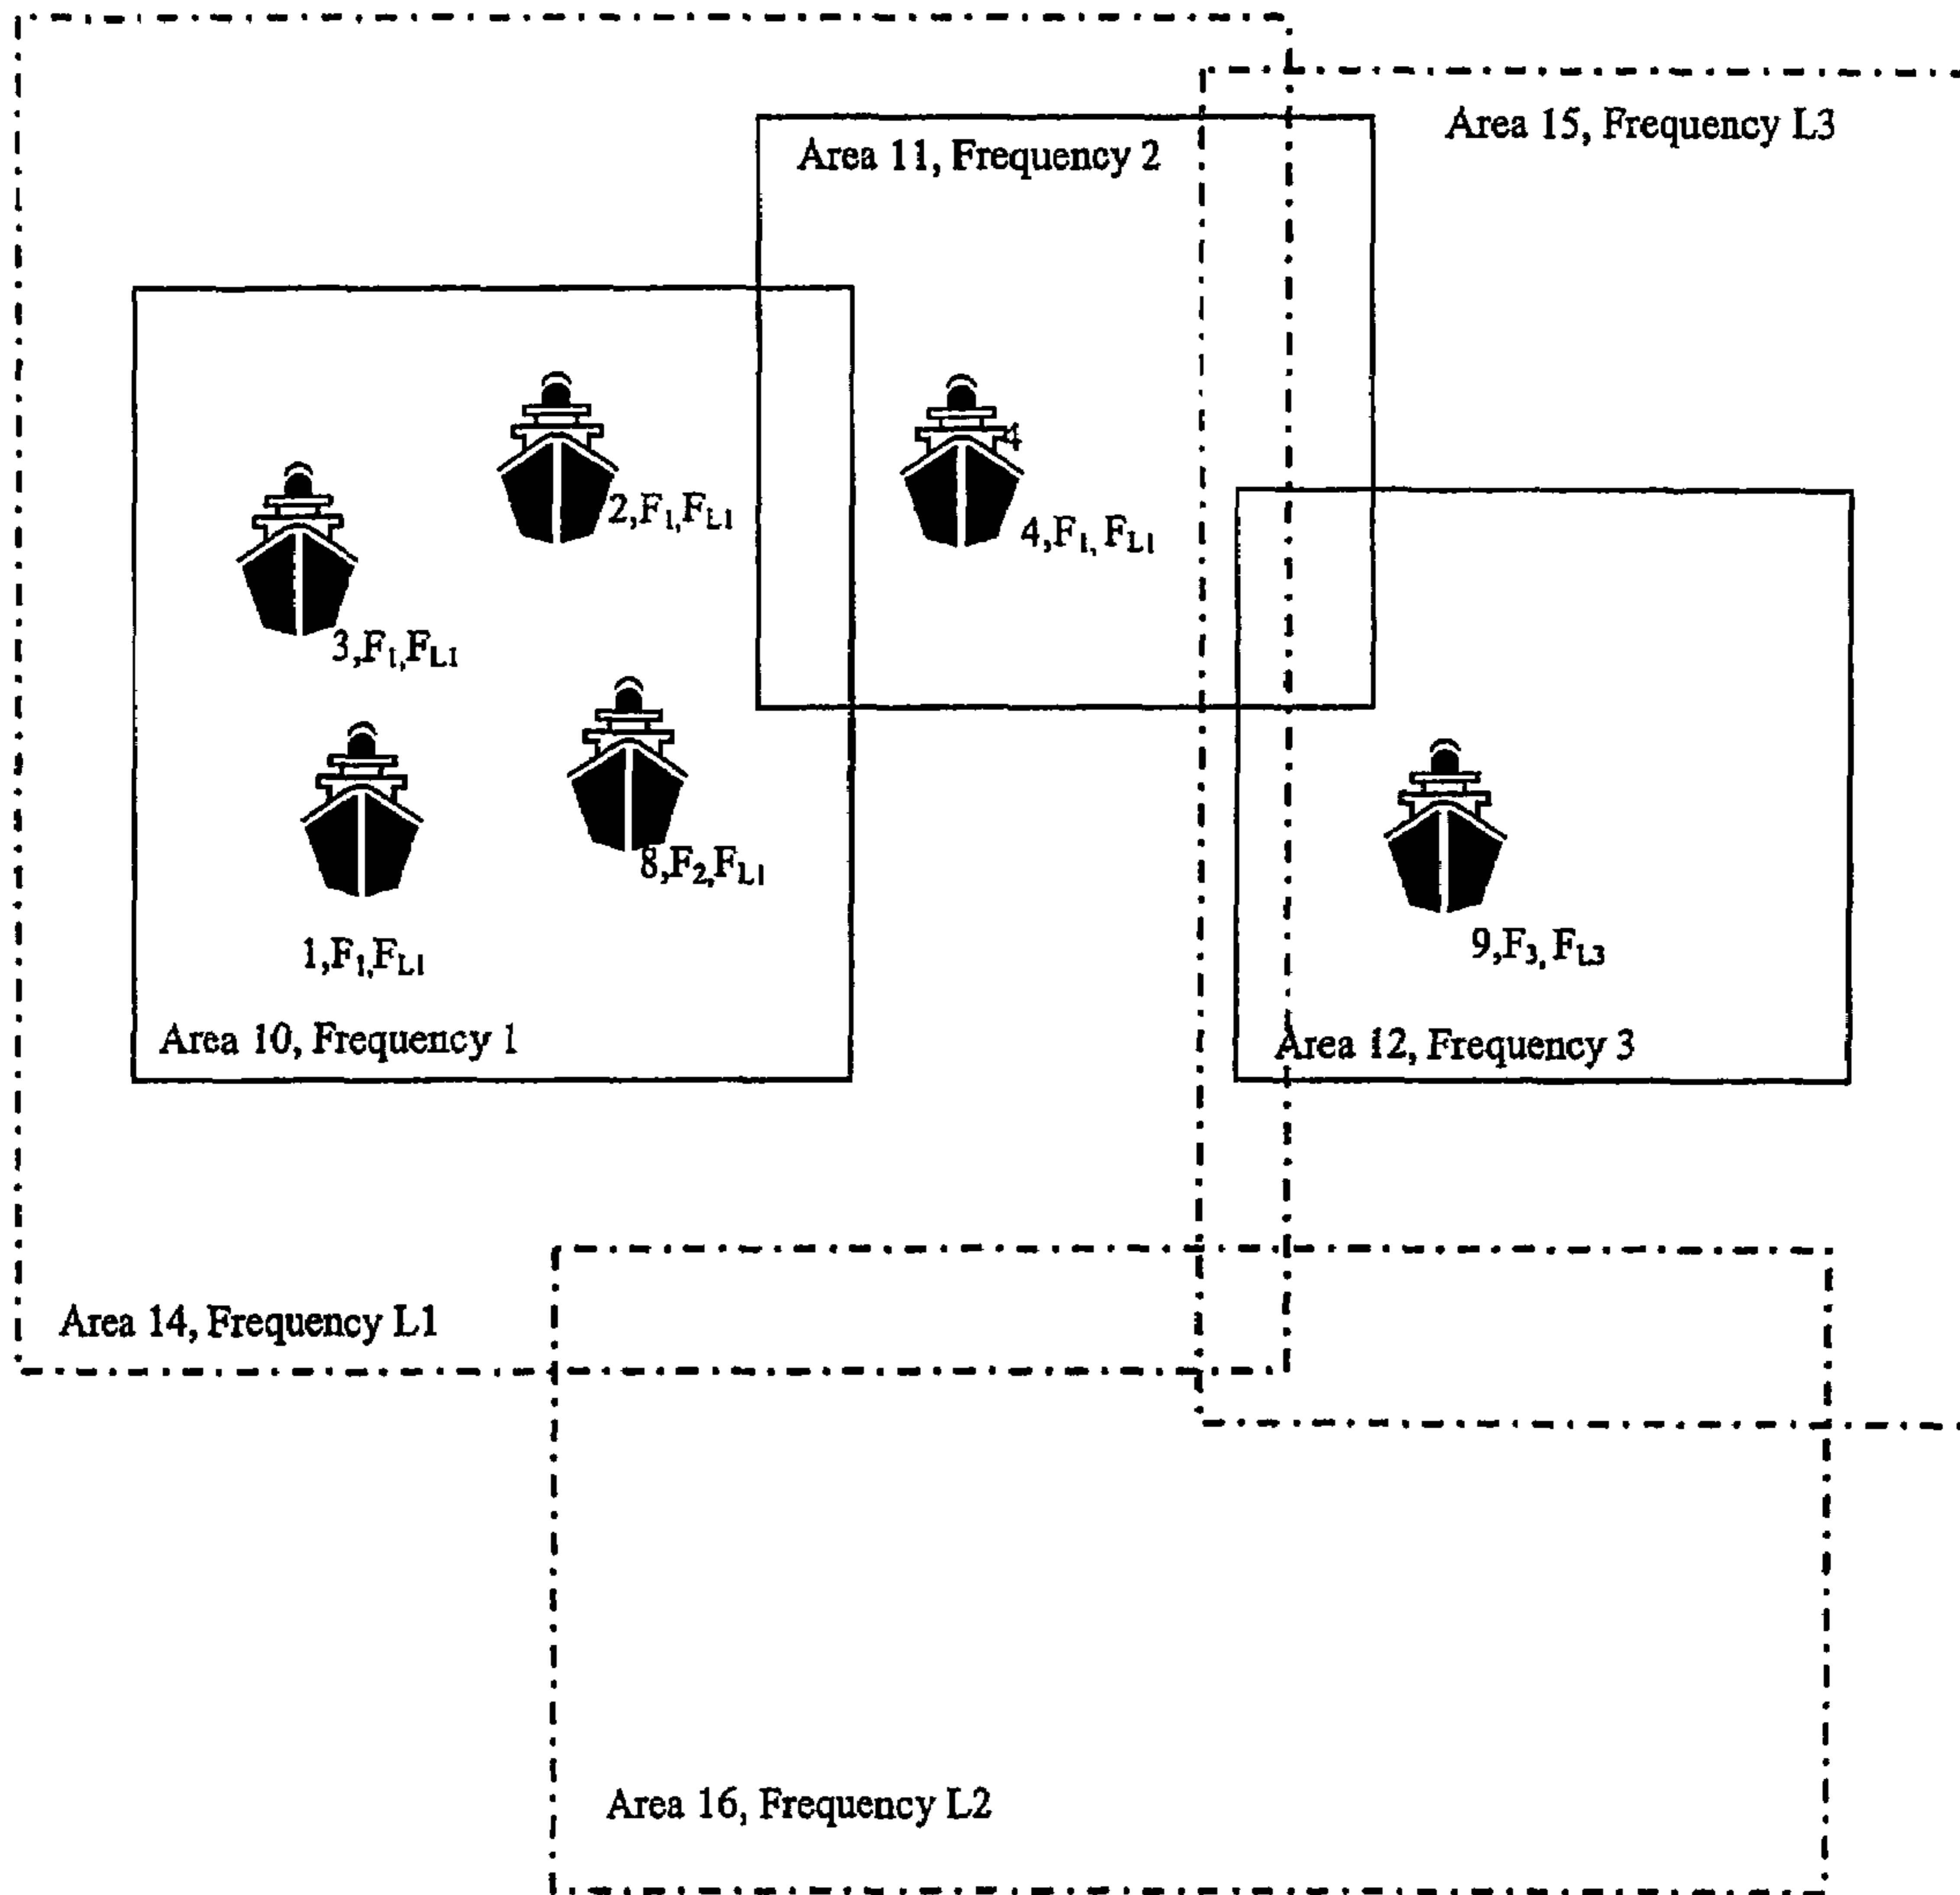 Area 15, Frequency L3
Area 11, Frequency 2
4
2,F1,FL1
4,F1, FL1
3,F1,FL1
8,F2,FL1
1,F1,FL1
9,F3, FL3
Area 10, Frequency 1
Area 12, Frequency 3
Area 14, Frequency L1
Area 16, Frequency L2